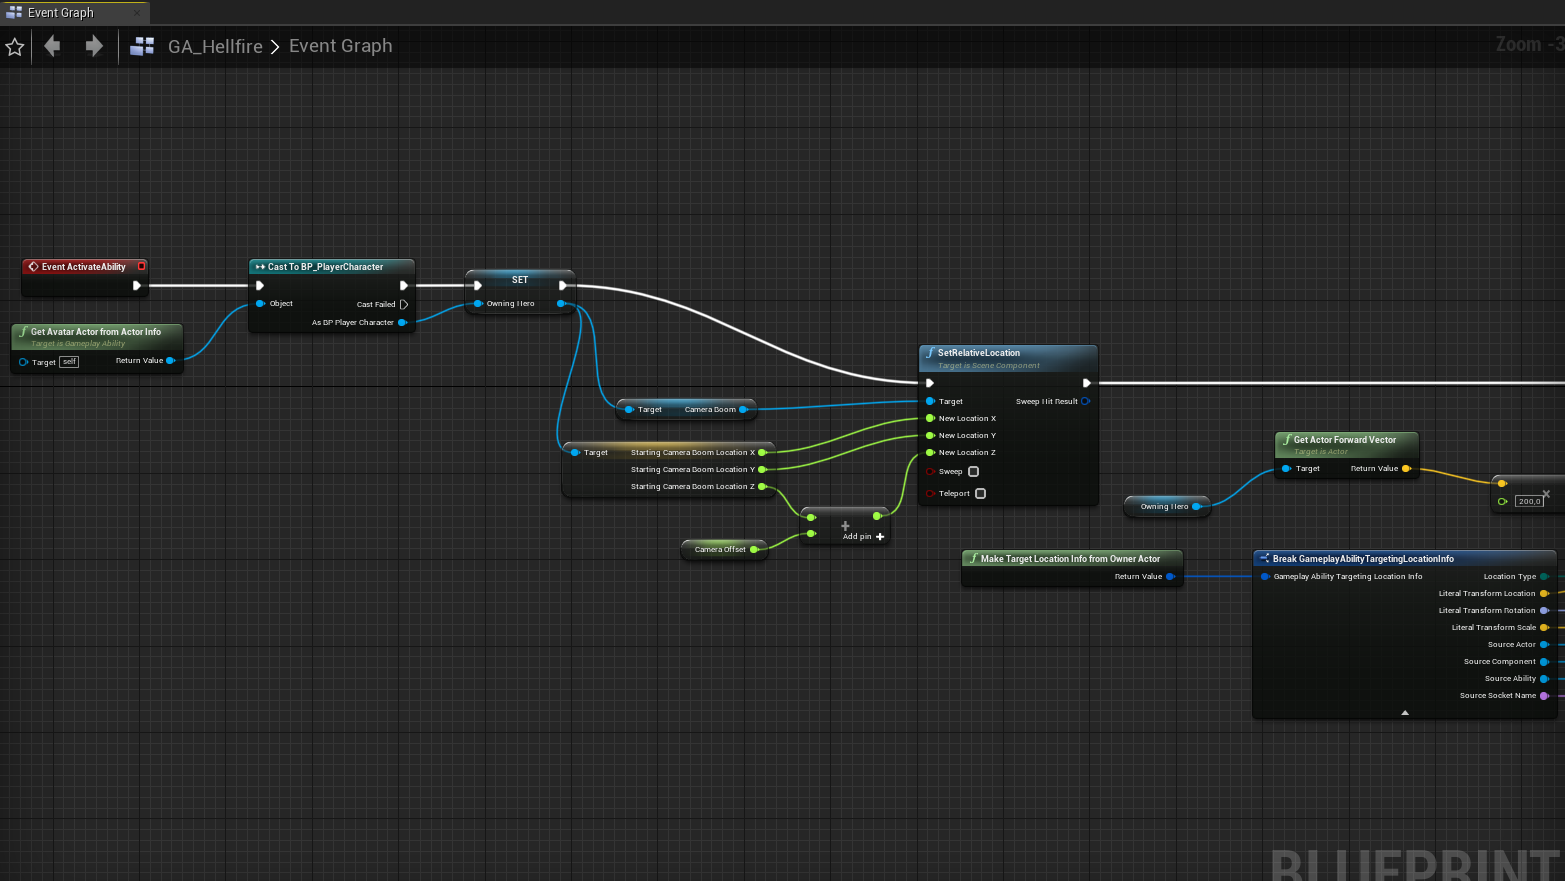 Event Graph
GA_Hellfire > Event Graph
Zoom -3
Event ActivateAbility
Get Avatar Actor from Actor Info
Target is Gameplay Ability
Target self
Return Value
Cast To BP_PlayerCharacter
Object
Cast Failed
As BP Player Character
SET
Owning Hero
Target Camera Boom
Target Starting Camera Boom Location X
Starting Camera Boom Location Y
Starting Camera Boom Location Z
Camera Offset
+
Add pin +
SetRelativeLocation
Target is Scene Component
Target Sweep Hit Result
New Location X
New Location Y
New Location Z
Sweep
Teleport
Get Actor Forward Vector
Target is Actor
Target Return Value
Owning Hero
200,0
Make Target Location Info from Owner Actor
Return Value
Break GameplayAbilityTargetingLocationInfo
Gameplay Ability Targeting Location Info Location Type
Literal Transform Location
Literal Transform Rotation
Literal Transform Scale
Source Actor
Source Component
Source Ability
Source Socket Name
BLUEPRINT